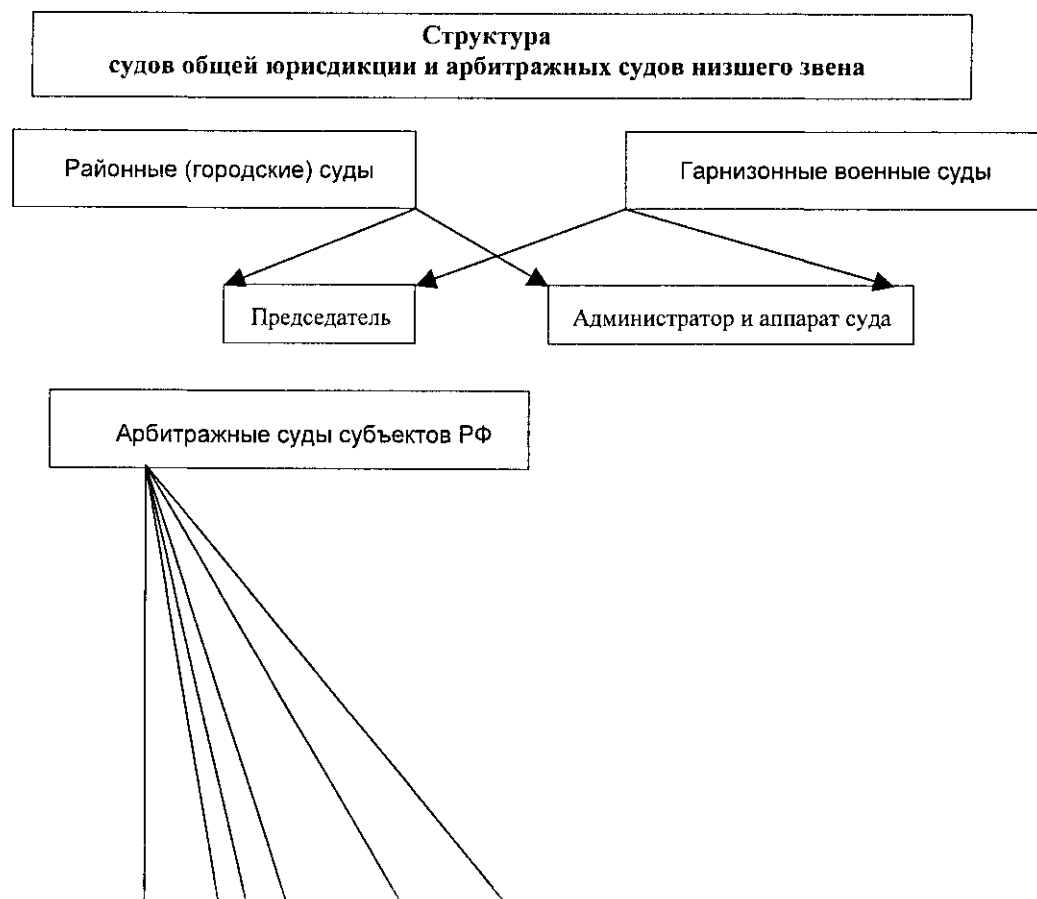 Структура
судов общей юрисдикции и арбитражных судов низшего звена
Районные (городские) суды
Гарнизонные военные суды
Председатель
Администратор и аппарат суда
Арбитражные суды субъектов РФ